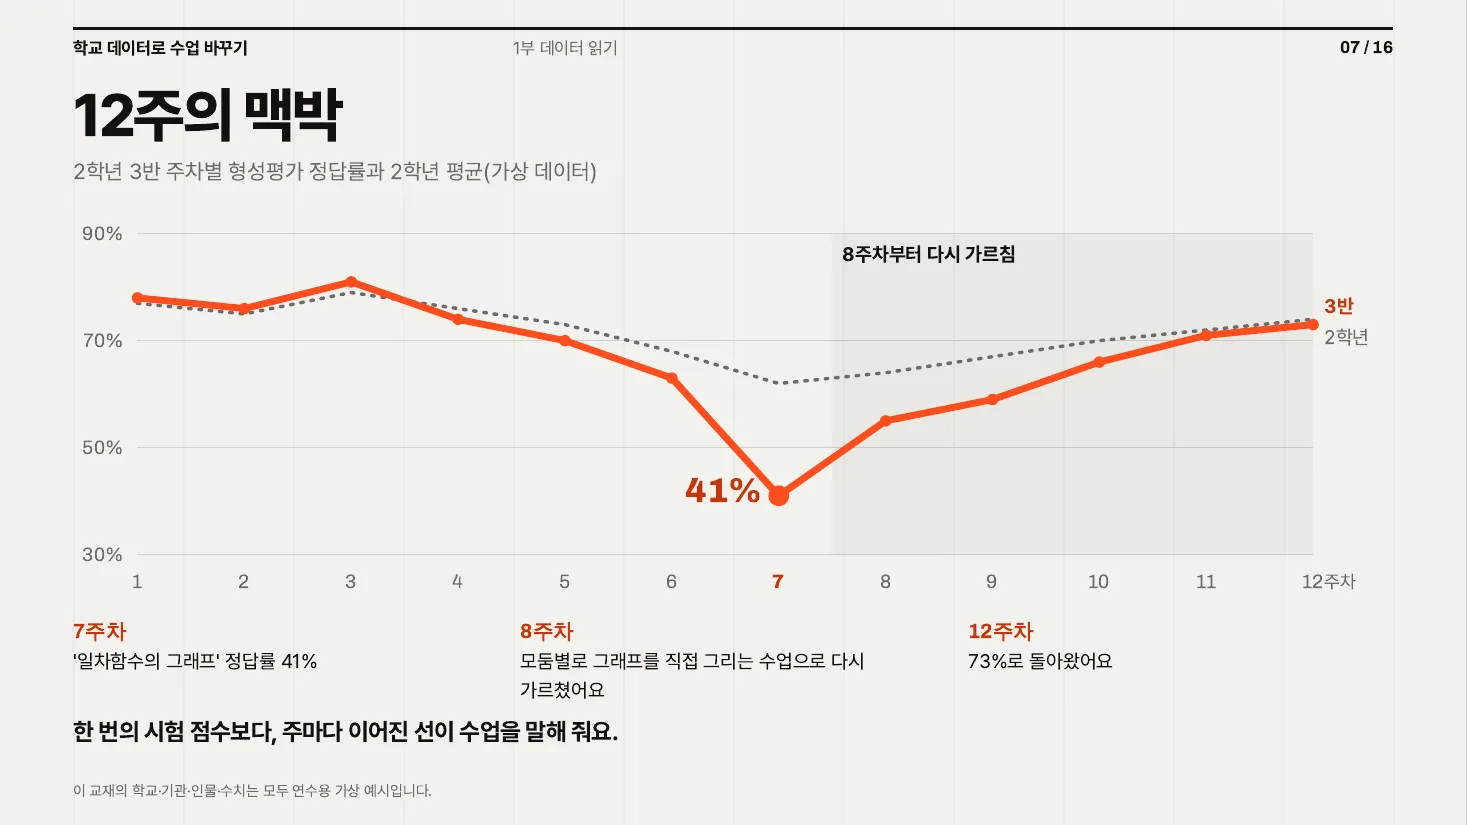 학교 데이터로 수업 바꾸기
1부 데이터 읽기
07 / 16
12주의 맥박
2학년 3반 주차별 형성평가 정답률과 2학년 평균(가상 데이터)
90%
70%
50%
30%
8주차부터 다시 가르침
3반
2학년
41%
1
2
3
4
5
6
7
8
9
10
11
12주차
7주차
'일차함수의 그래프' 정답률 41%
8주차
모둠별로 그래프를 직접 그리는 수업으로 다시
가르쳤어요
12주차
73%로 돌아왔어요
한 번의 시험 점수보다, 주마다 이어진 선이 수업을 말해 줘요.
이 교재의 학교·기관·인물·수치는 모두 연수용 가상 예시입니다.